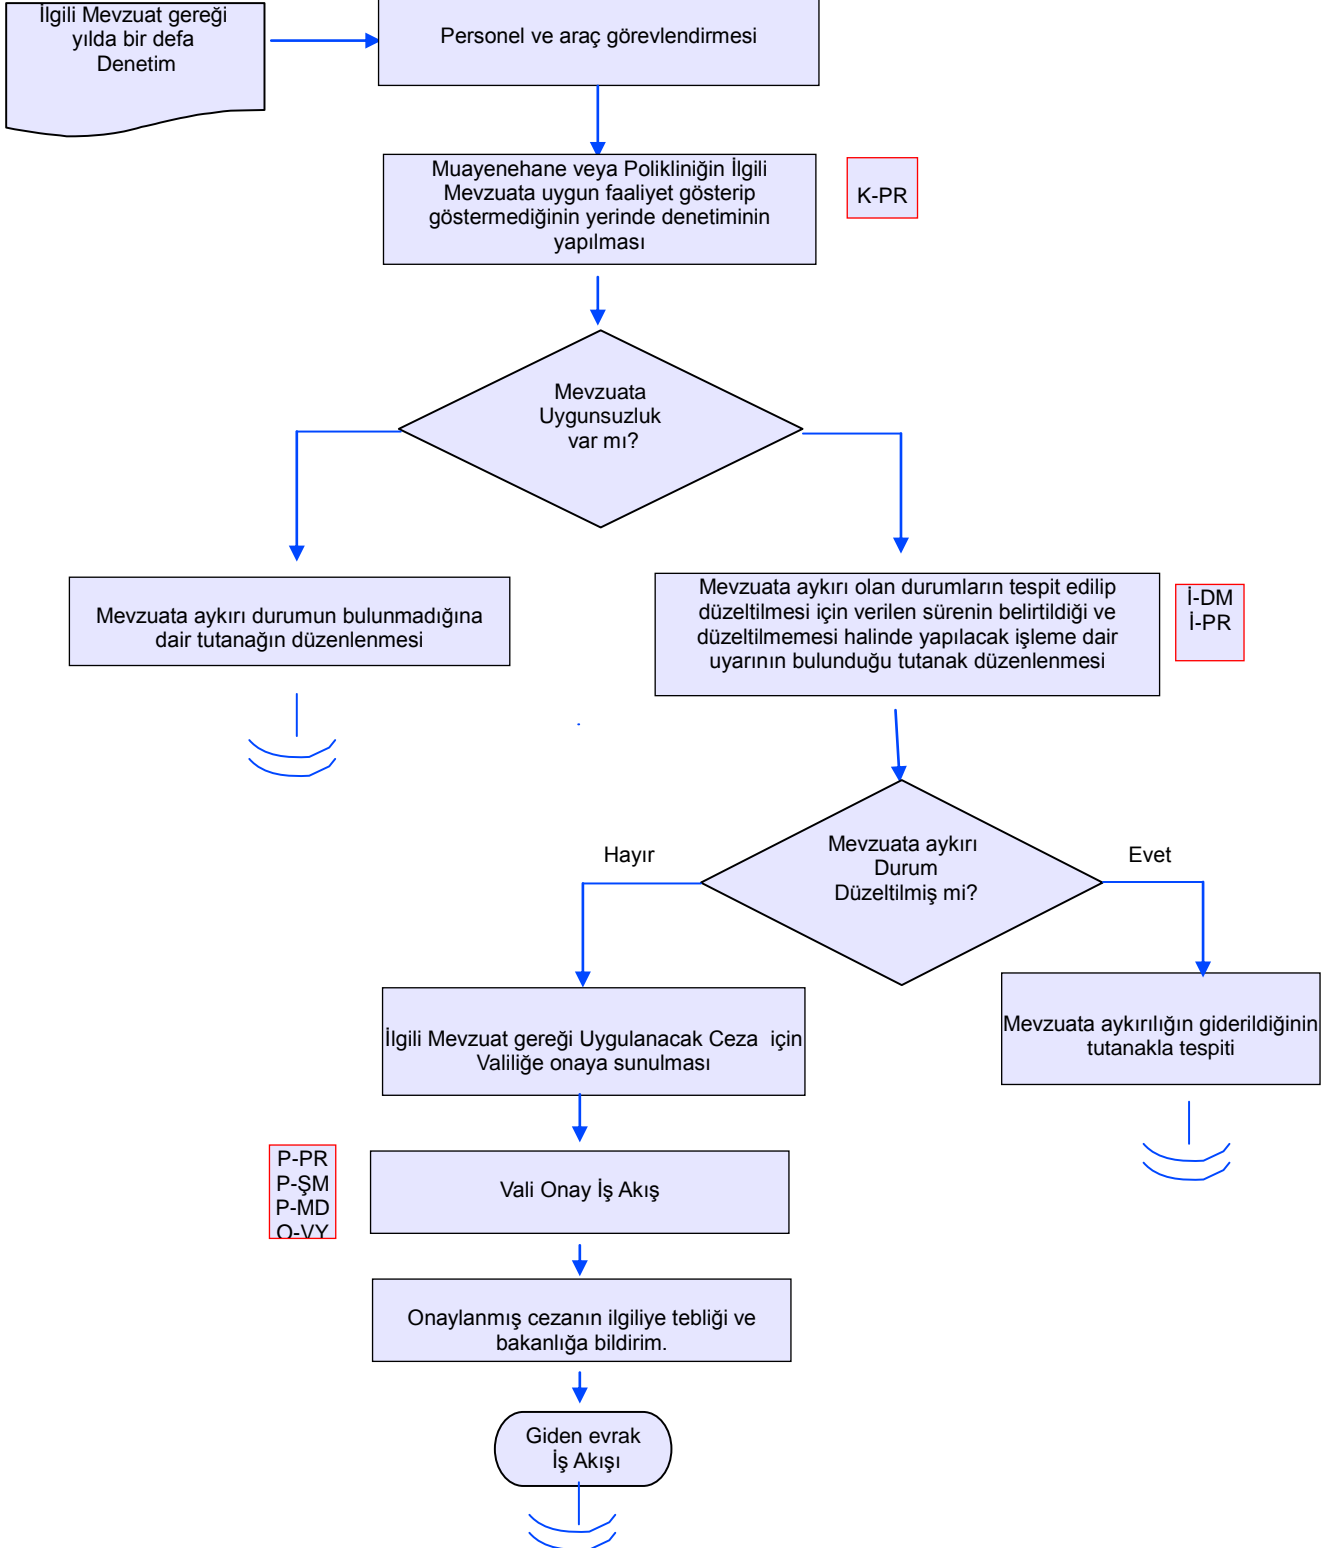 İlgili Mevzuat gereği
yılda bir defa
Denetim
Personel ve araç görevlendirmesi
Muayenehane veya Polikliniğin İlgili
Mevzuata uygun faaliyet gösterip
göstermediğinin yerinde denetiminin
yapılması
K-PR
Mevzuata
Uygunsuzluk
var mı?
Mevzuata aykırı durumun bulunmadığına
dair tutanağın düzenlenmesi
Mevzuata aykırı olan durumların tespit edilip
düzeltilmesi için verilen sürenin belirtildiği ve
düzeltilmemesi halinde yapılacak işleme dair
uyarının bulunduğu tutanak düzenlenmesi
İ-DM
İ-PR
Hayır
Mevzuata aykırı
Durum
Düzeltilmiş mi?
Evet
İlgili Mevzuat gereği Uygulanacak Ceza  için
Valiliğe onaya sunulması
Mevzuata aykırılığın giderildiğinin
tutanakla tespiti
P-PR
P-ŞM
P-MD
O-VY
Vali Onay İş Akış
Onaylanmış cezanın ilgiliye tebliği ve
bakanlığa bildirim.
Giden evrak
İş Akışı